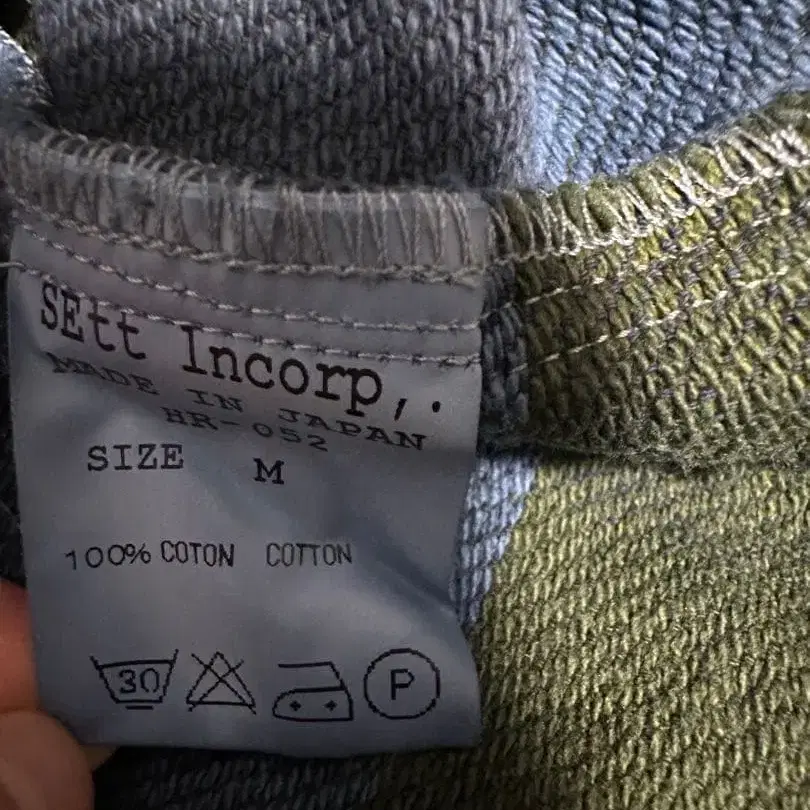 SEtt Incorp,.
MADE IN JAPAN
HR-052
SIZE M
100% COTON COTTON
30 P